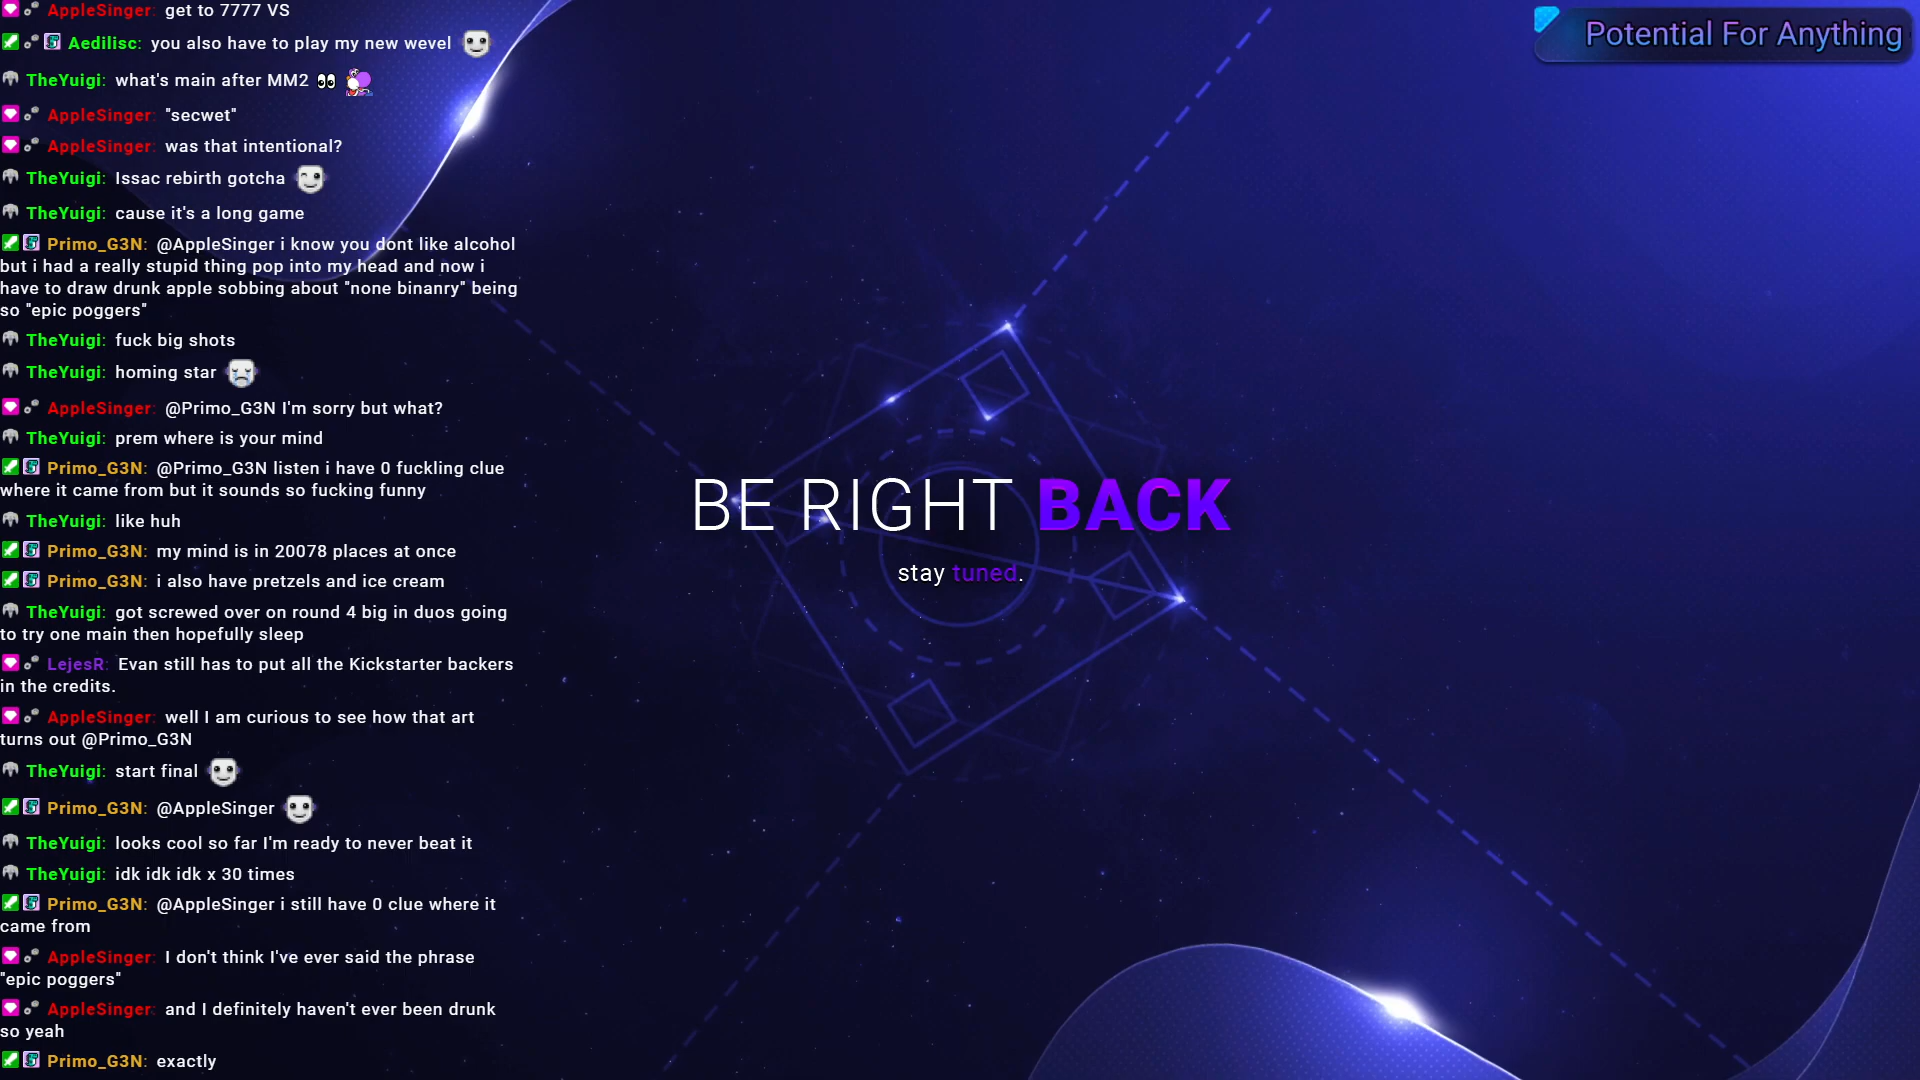 AppleSinger: get to 7777 VS
Potential For Anything
Aedilisc: you also have to play my new wevel
TheYuigi: what's main after MM2
AppleSinger: "secwet"
AppleSinger: was that intentional?
TheYuigi: Issac rebirth gotcha
TheYuigi: cause it's a long game
Primo_G3N: @AppleSinger i know you dont like alcohol
but i had a really stupid thing pop into my head and now i
have to draw drunk apple sobbing about "none binanry" being
so "epic poggers"
TheYuigi: fuck big shots
TheYuigi: homing star
AppleSinger: @Primo_G3N I'm sorry but what?
TheYuigi: prem where is your mind
Primo_G3N: @Primo_G3N listen i have 0 fuckling clue
where it came from but it sounds so fucking funny
TheYuigi: like huh
Primo_G3N: my mind is in 20078 places at once
Primo_G3N: i also have pretzels and ice cream
TheYuigi: got screwed over on round 4 big in duos going
to try one main then hopefully sleep
LejesR: Evan still has to put all the Kickstarter backers
in the credits.
AppleSinger: well I am curious to see how that art
turns out @Primo_G3N
TheYuigi: start final
Primo_G3N: @AppleSinger
TheYuigi: looks cool so far I'm ready to never beat it
TheYuigi: idk idk idk x 30 times
Primo_G3N: @AppleSinger i still have 0 clue where it
came from
AppleSinger: I don't think I've ever said the phrase
"epic poggers"
AppleSinger: and I definitely haven't ever been drunk
so yeah
Primo_G3N: exactly
BE RIGHT BACK
stay tuned.